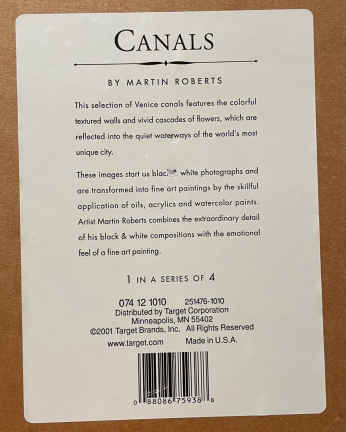 CANALS
BY MARTIN ROBERTS
This selection of Venice canals features the colorful
textured walls and vivid cascades of flowers, which are
reflected into the quiet waterways of the world's most
unique city.
These images start us blac white photographs and
are transformed into fine art paintings by the skillful
application of oils, acrylics and watercolor paints.
Artist Martin Roberts combines the extraordinary detail
of his black & white compositions with the emotional
feel of a fine art painting.
1 IN A SERIES OF 4
074 12 1010 251476-1010
Distributed by Target Corporation
Minneapolis, MN 55402
©2001 Target Brands, Inc. All Rights Reserved
www.target.com Made in U.S.A.
0 88086 75938 8